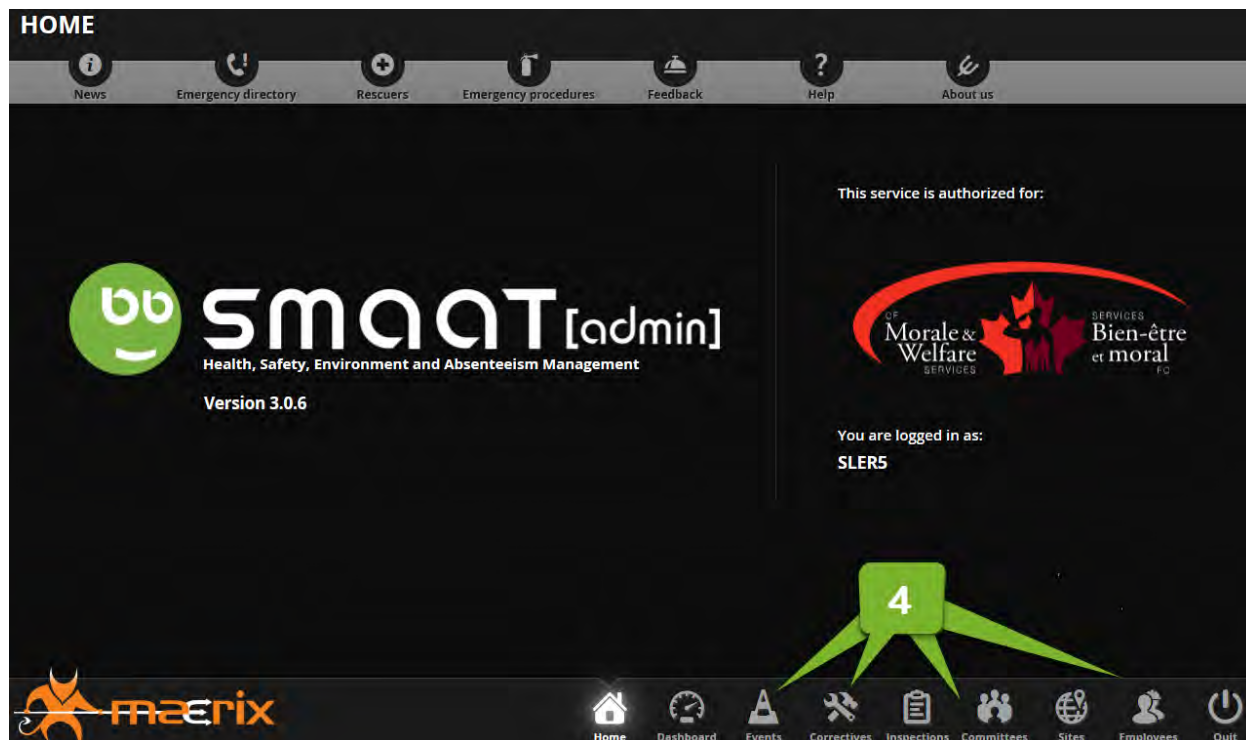 HOME
News
Emergency directory
Rescuers
Emergency procedures
Feedback
Help
About us
This service is authorized for:
smaaT[admin]
Health, Safety, Environment and Absenteeism Management
Version 3.0.6
CF
Morale &
Welfare
SERVICES
SERVICES
Bien-être
et moral
FC
You are logged in as:
SLER5
4
maerix
Home
Dashboard
Events
Correctives
Inspections
Committees
Sites
Employees
Quit